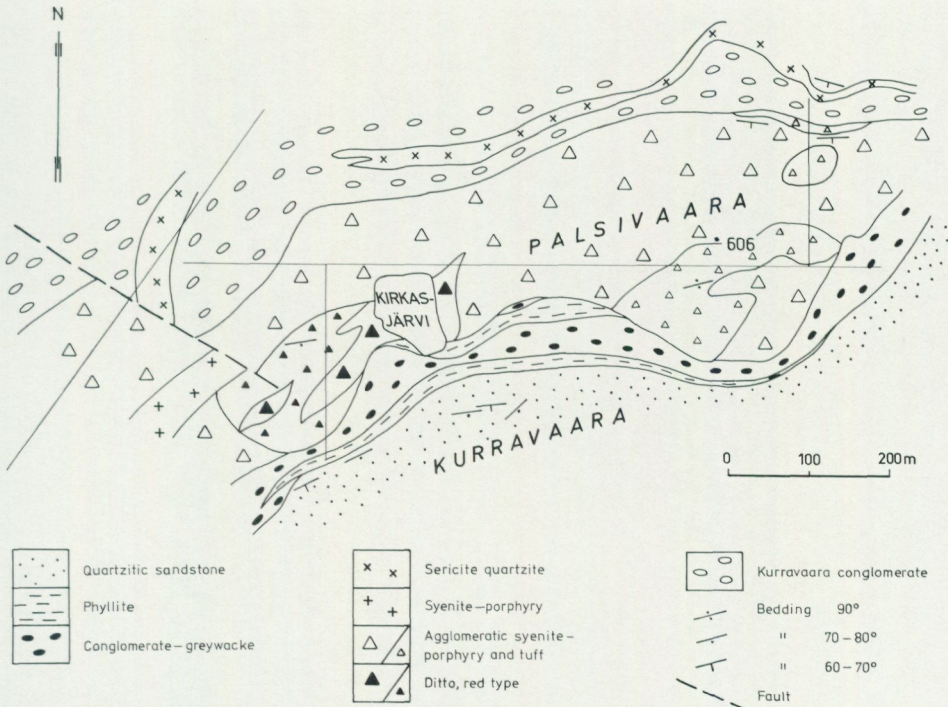 N
PALSIVAARA
606
KIRKAS-
JÄRVI
KURRAVAARA
0 100 200 m
Quartzitic sandstone
Phyllite
Conglomerate–greywacke
Sericite quartzite
Syenite–porphyry
Agglomeratic syenite–
porphyry and tuff
Ditto, red type
Kurravaara conglomerate
Bedding 90°
" 70–80°
" 60–70°
Fault